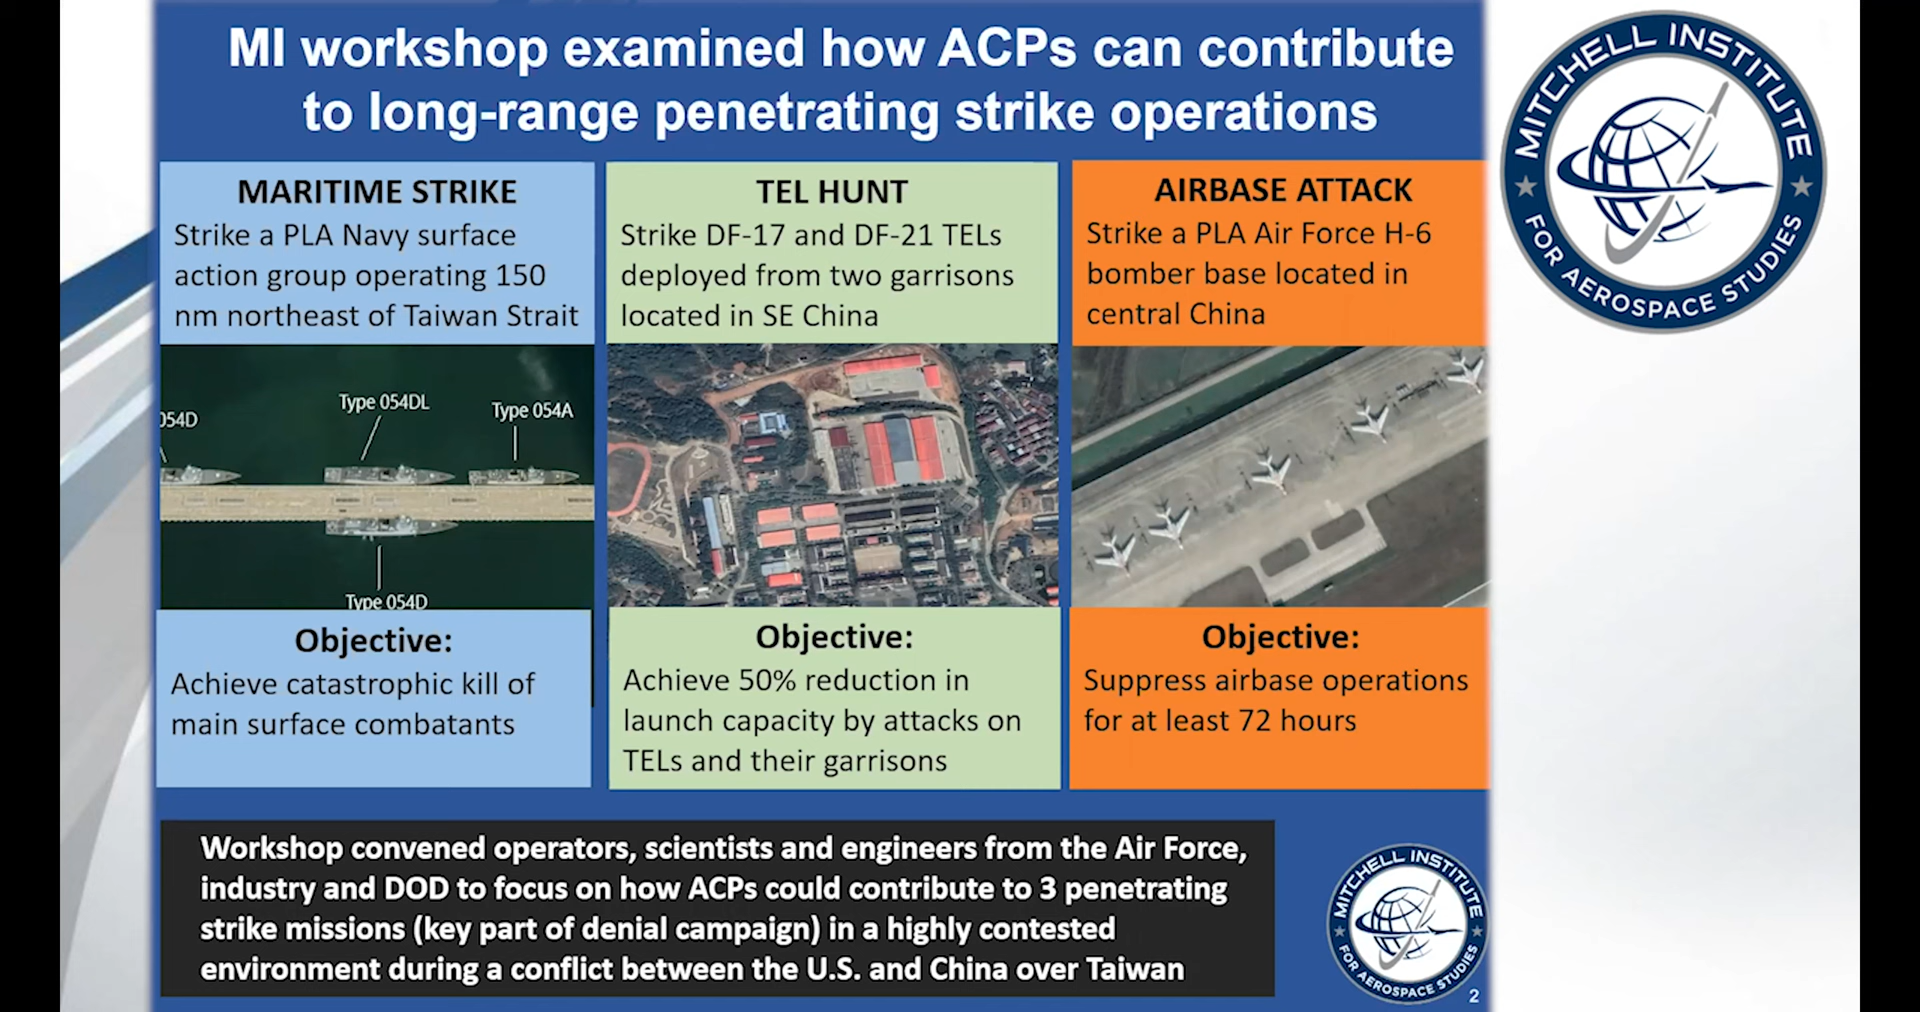 MI workshop examined how ACPs can contribute
to long-range penetrating strike operations
MITCHELL INSTITUTE
FOR AEROSPACE STUDIES
MARITIME STRIKE
Strike a PLA Navy surface
action group operating 150
nm northeast of Taiwan Strait
054D
Type 054DL
Type 054A
Type 054D
Objective:
Achieve catastrophic kill of
main surface combatants
TEL HUNT
Strike DF-17 and DF-21 TELs
deployed from two garrisons
located in SE China
Objective:
Achieve 50% reduction in
launch capacity by attacks on
TELs and their garrisons
AIRBASE ATTACK
Strike a PLA Air Force H-6
bomber base located in
central China
Objective:
Suppress airbase operations
for at least 72 hours
Workshop convened operators, scientists and engineers from the Air Force,
industry and DOD to focus on how ACPs could contribute to 3 penetrating
strike missions (key part of denial campaign) in a highly contested
environment during a conflict between the U.S. and China over Taiwan
MITCHELL INSTITUTE
FOR AEROSPACE STUDIES
2